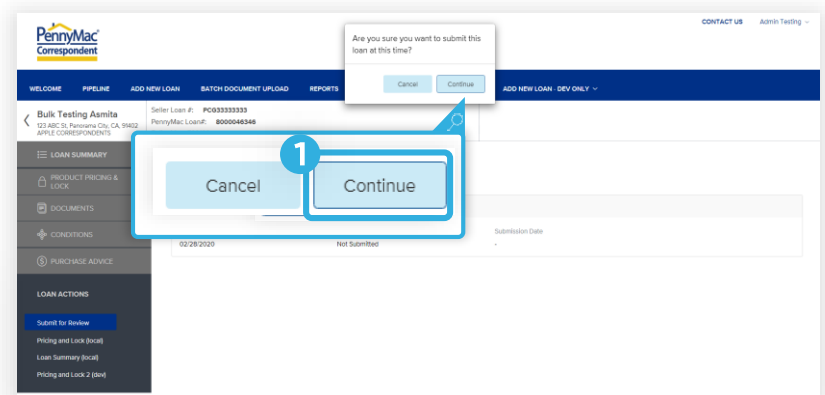 PennyMac
Correspondent
CONTACT US Admin Testing
Are you sure you want to submit this
loan at this time?
Cancel Continue
WELCOME PIPELINE ADD NEW LOAN BATCH DOCUMENT UPLOAD REPORTS ADD NEW LOAN - DEV ONLY
Bulk Testing Asmita
123 ABC St, Panorama City, CA, 91402
APPLE CORRESPONDENTS
Seller Loan #: PCG33333333
PennyMac Loan#: 8000046346
1
Cancel Continue
LOAN SUMMARY
PRODUCT PRICING &
LOCK
DOCUMENTS
CONDITIONS
PURCHASE ADVICE
Submission Date
02/28/2020 Not Submitted -
LOAN ACTIONS
Submit for Review
Pricing and Lock (local)
Loan Summary (local)
Pricing and Lock 2 (dev)